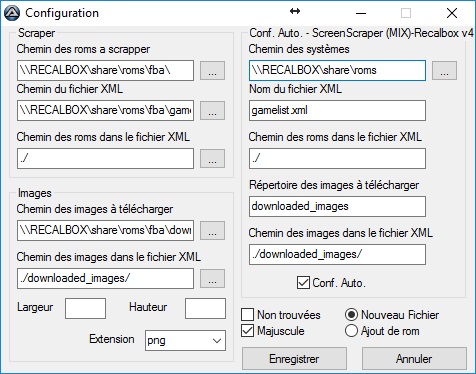 Configuration
Scraper
Chemin des roms a scrapper
\\RECALBOX\share\roms\fba\
...
Chemin du fichier XML
\\RECALBOX\share\roms\fba\game
...
Chemin des roms dans le fichier XML
./
...
Images
Chemin des images à télécharger
\\RECALBOX\share\roms\fba\down
...
Chemin des images dans le fichier XML
./downloaded_images/
...
Largeur
Hauteur
Extension
png
Conf. Auto. - ScreenScraper (MIX)-Recalbox v4
Chemin des systèmes
\\RECALBOX\share\roms
...
Nom du fichier XML
gamelist.xml
Chemin des roms dans le fichier XML
./
Répertoire des images à télécharger
downloaded_images
Chemin des images dans le fichier XML
./downloaded_images/
Conf. Auto.
Non trouvées
Nouveau Fichier
Majuscule
Ajout de rom
Enregistrer
Annuler